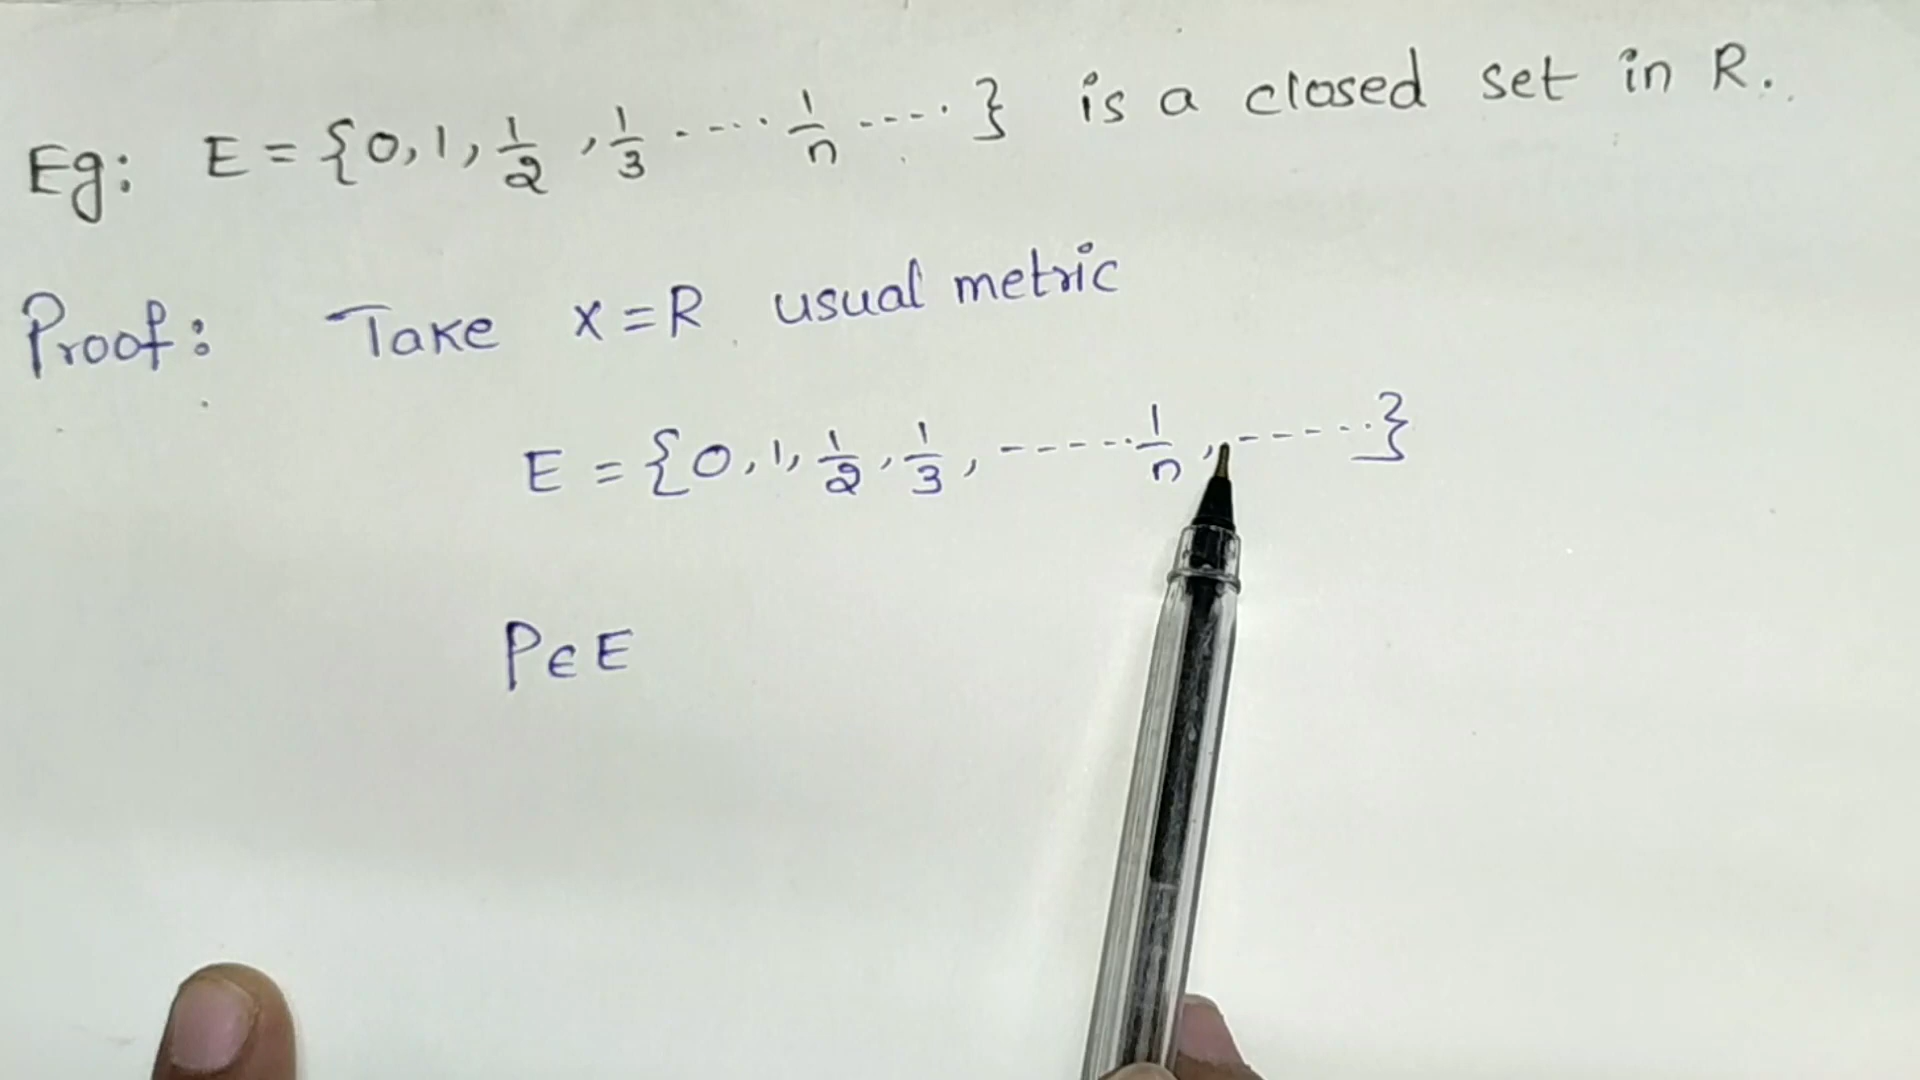 Eg: E = {0, 1, 1/2, 1/3 ---- 1/n ----} is a closed set in R.
Proof: Take X = R usual metric
E = {0, 1, 1/2, 1/3, ----- 1/n, -----}
P ∈ E